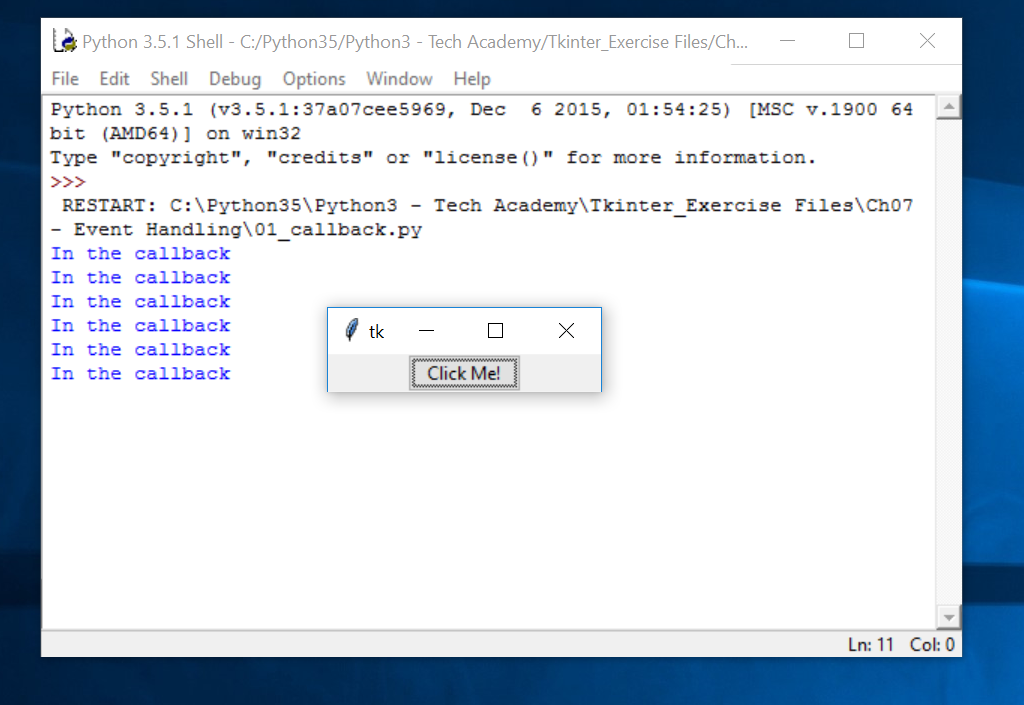 Python 3.5.1 Shell - C:/Python35/Python3 - Tech Academy/Tkinter_Exercise Files/Ch...
File Edit Shell Debug Options Window Help
Python 3.5.1 (v3.5.1:37a07cee5969, Dec  6 2015, 01:54:25) [MSC v.1900 64
bit (AMD64)] on win32
Type "copyright", "credits" or "license()" for more information.
>>>
 RESTART: C:\Python35\Python3 - Tech Academy\Tkinter_Exercise Files\Ch07
- Event Handling\01_callback.py
In the callback
In the callback
In the callback
In the callback
In the callback
In the callback
tk
Click Me!
Ln: 11 Col: 0